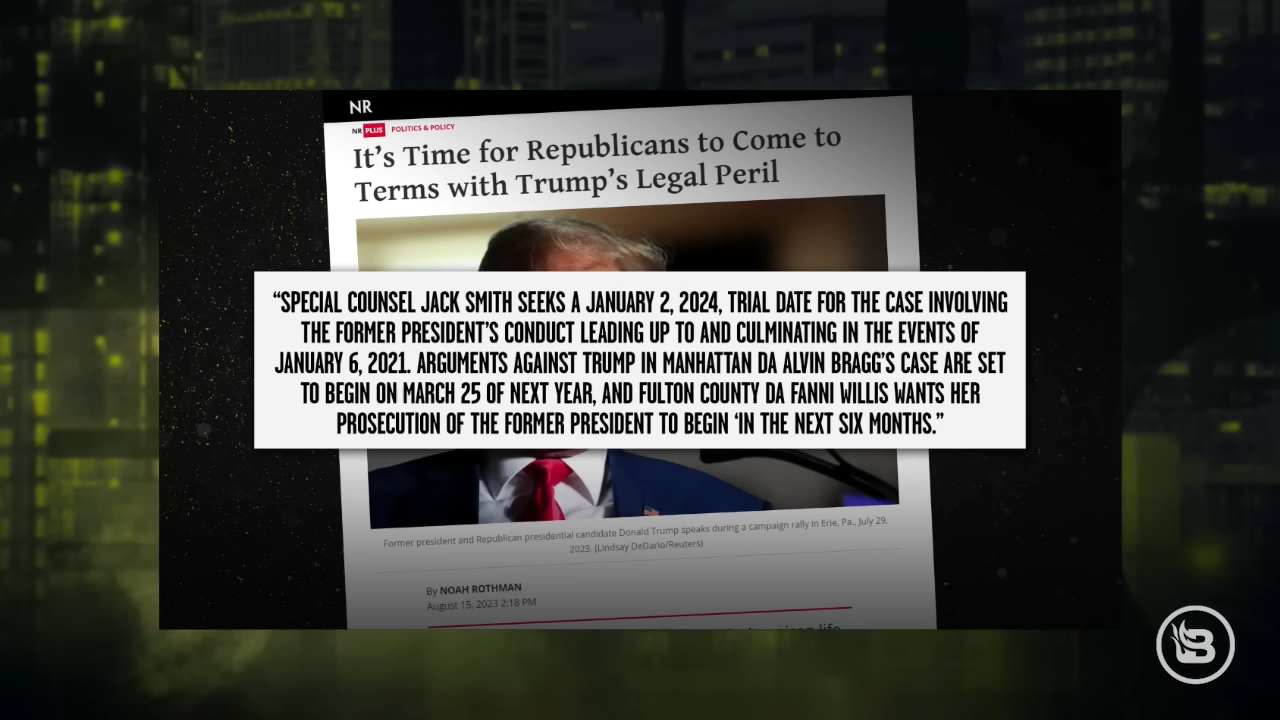 NR
NR PLUS POLITICS & POLICY
It's Time for Republicans to Come to
Terms with Trump's Legal Peril
“SPECIAL COUNSEL JACK SMITH SEEKS A JANUARY 2, 2024, TRIAL DATE FOR THE CASE INVOLVING
THE FORMER PRESIDENT'S CONDUCT LEADING UP TO AND CULMINATING IN THE EVENTS OF
JANUARY 6, 2021. ARGUMENTS AGAINST TRUMP IN MANHATTAN DA ALVIN BRAGG'S CASE ARE SET
TO BEGIN ON MARCH 25 OF NEXT YEAR, AND FULTON COUNTY DA FANNI WILLIS WANTS HER
PROSECUTION OF THE FORMER PRESIDENT TO BEGIN ‘IN THE NEXT SIX MONTHS.”
Former president and Republican presidential candidate Donald Trump speaks during a campaign rally in Erie, Pa., July 29,
2023. (Lindsay DeDario/Reuters)
By NOAH ROTHMAN
August 15, 2023 2:18 PM
B